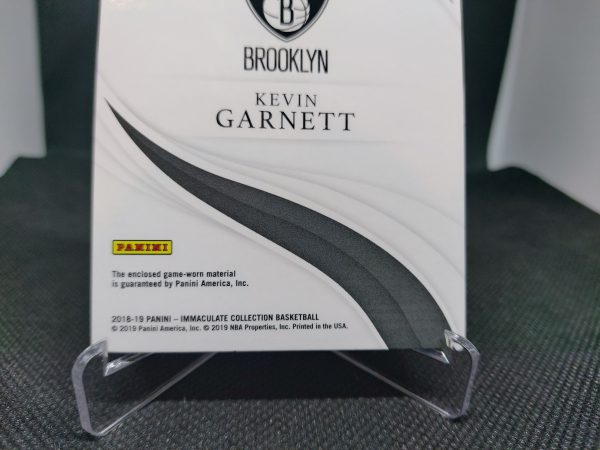 B
BROOKLYN
KEVIN
GARNETT
PANINI
The enclosed game-worn material
is guaranteed by Panini America, Inc.
2018-19 PANINI – IMMACULATE COLLECTION BASKETBALL
© 2019 Panini America, Inc. © 2019 NBA Properties, Inc. Printed in the USA.